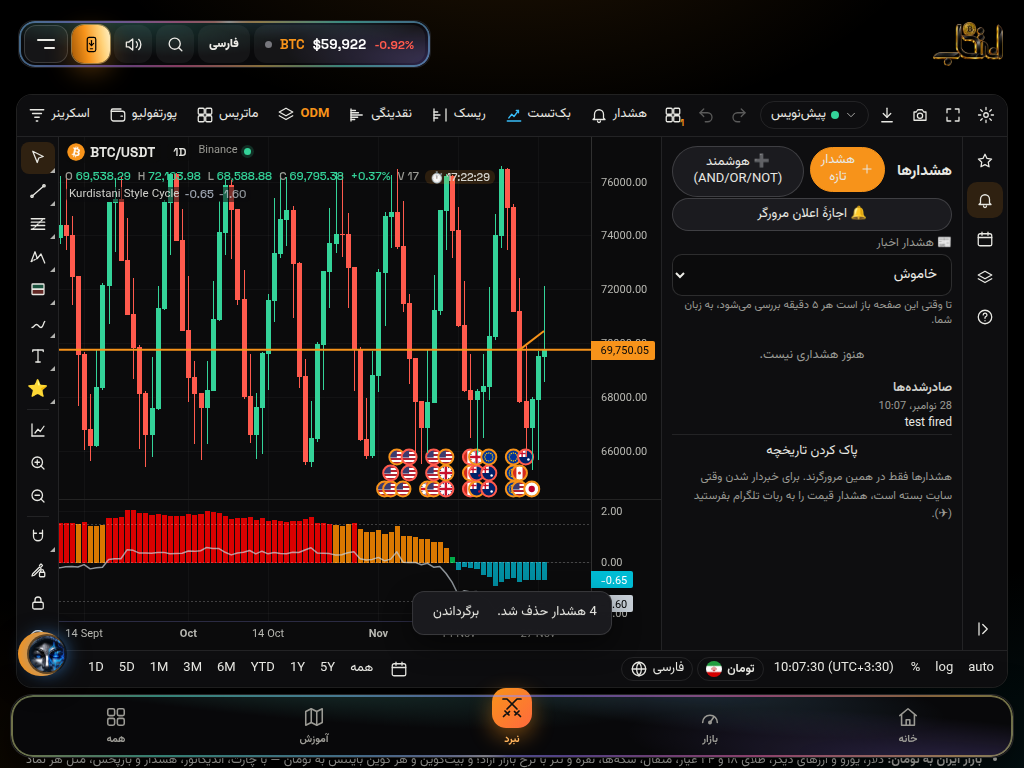 BTC $59,922 -0.92%
فارسی
اسکرینر
پورتفولیو
ماتریس
ODM
نقدینگی
ریسک
بک‌تست
هشدار
پیش‌نویس
BTC/USDT 1D Binance
O 69,538.29 H 72,193.98 L 68,588.88 C 69,795.38 +0.37% V 17
17:22:29
Kurdistani Style Cycle -0.65 -1.60
76000.00
74000.00
72000.00
69,750.05
68000.00
66000.00
2.00
0.00
-0.65
14 Sept
Oct
14 Oct
Nov
هشدارها
+ هشدار تازه
➕ هوشمند (AND/OR/NOT)
🔔 اجازهٔ اعلان مرورگر
📰 هشدار اخبار
خاموش
تا وقتی این صفحه باز است هر ۵ دقیقه بررسی می‌شود، به زبان
شما.
هنوز هشداری نیست.
صادرشده‌ها
28 نوامبر، 10:07
test fired
پاک کردن تاریخچه
هشدارها فقط در همین مرورگرند. برای خبردار شدن وقتی
سایت بسته است، هشدار قیمت را به ربات تلگرام بفرستید
(✈).
4 هشدار حذف شد. برگرداندن
1D 5D 1M 3M 6M YTD 1Y 5Y همه
فارسی
تومان
10:07:30 (UTC+3:30)
% log auto
خانه
بازار
نبرد
آموزش
همه